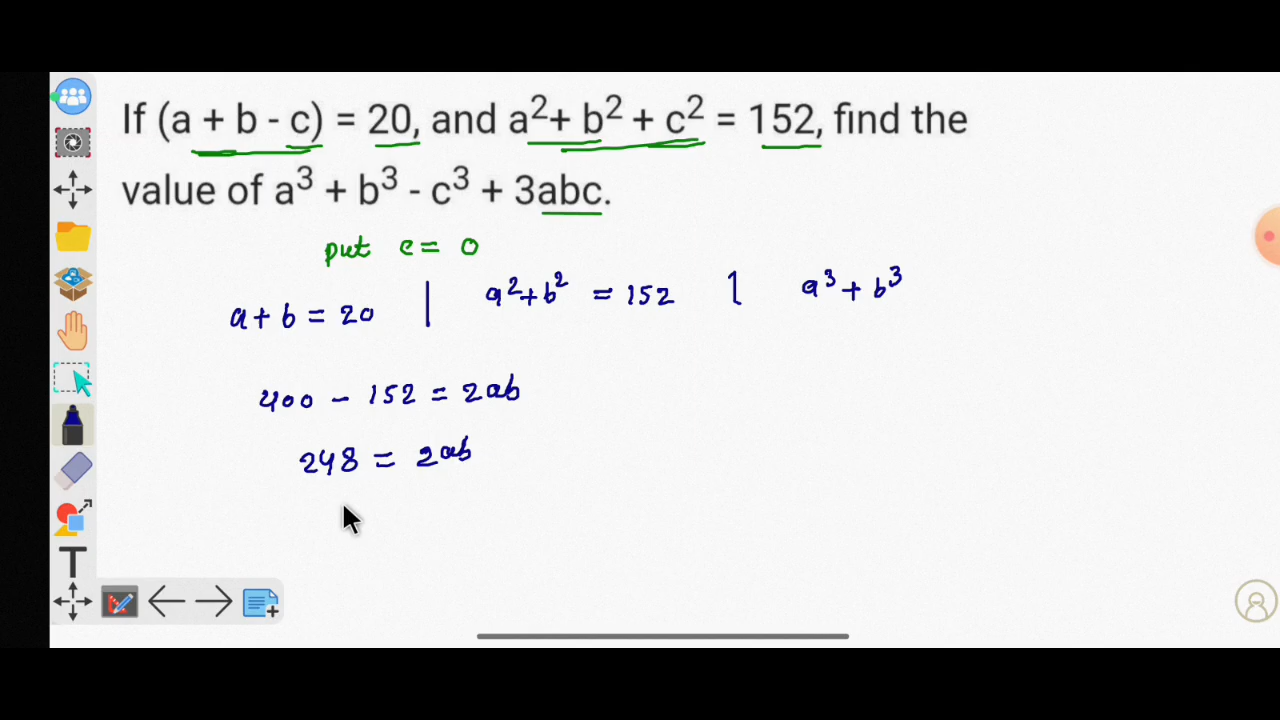 If (a + b - c) = 20, and a² + b² + c² = 152, find the
value of a³ + b³ - c³ + 3abc.
put c = 0
a + b = 20 | a² + b² = 152 | a³ + b³
400 - 152 = 2ab
248 = 2ab
T